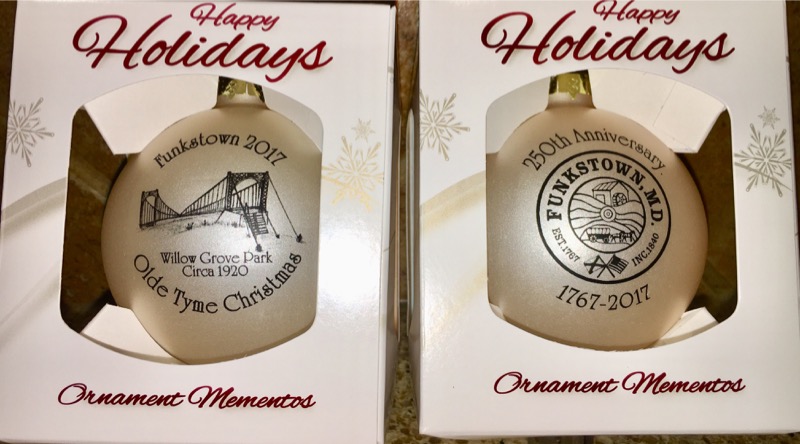 Happy
Holidays
Funkstown 2017
Willow Grove Park
Circa 1920
Olde Tyme Christmas
Ornament Mementos
Happy
Holidays
250th Anniversary
FUNKSTOWN, MD.
EST. 1767
INC. 1840
1767-2017
Ornament Mementos